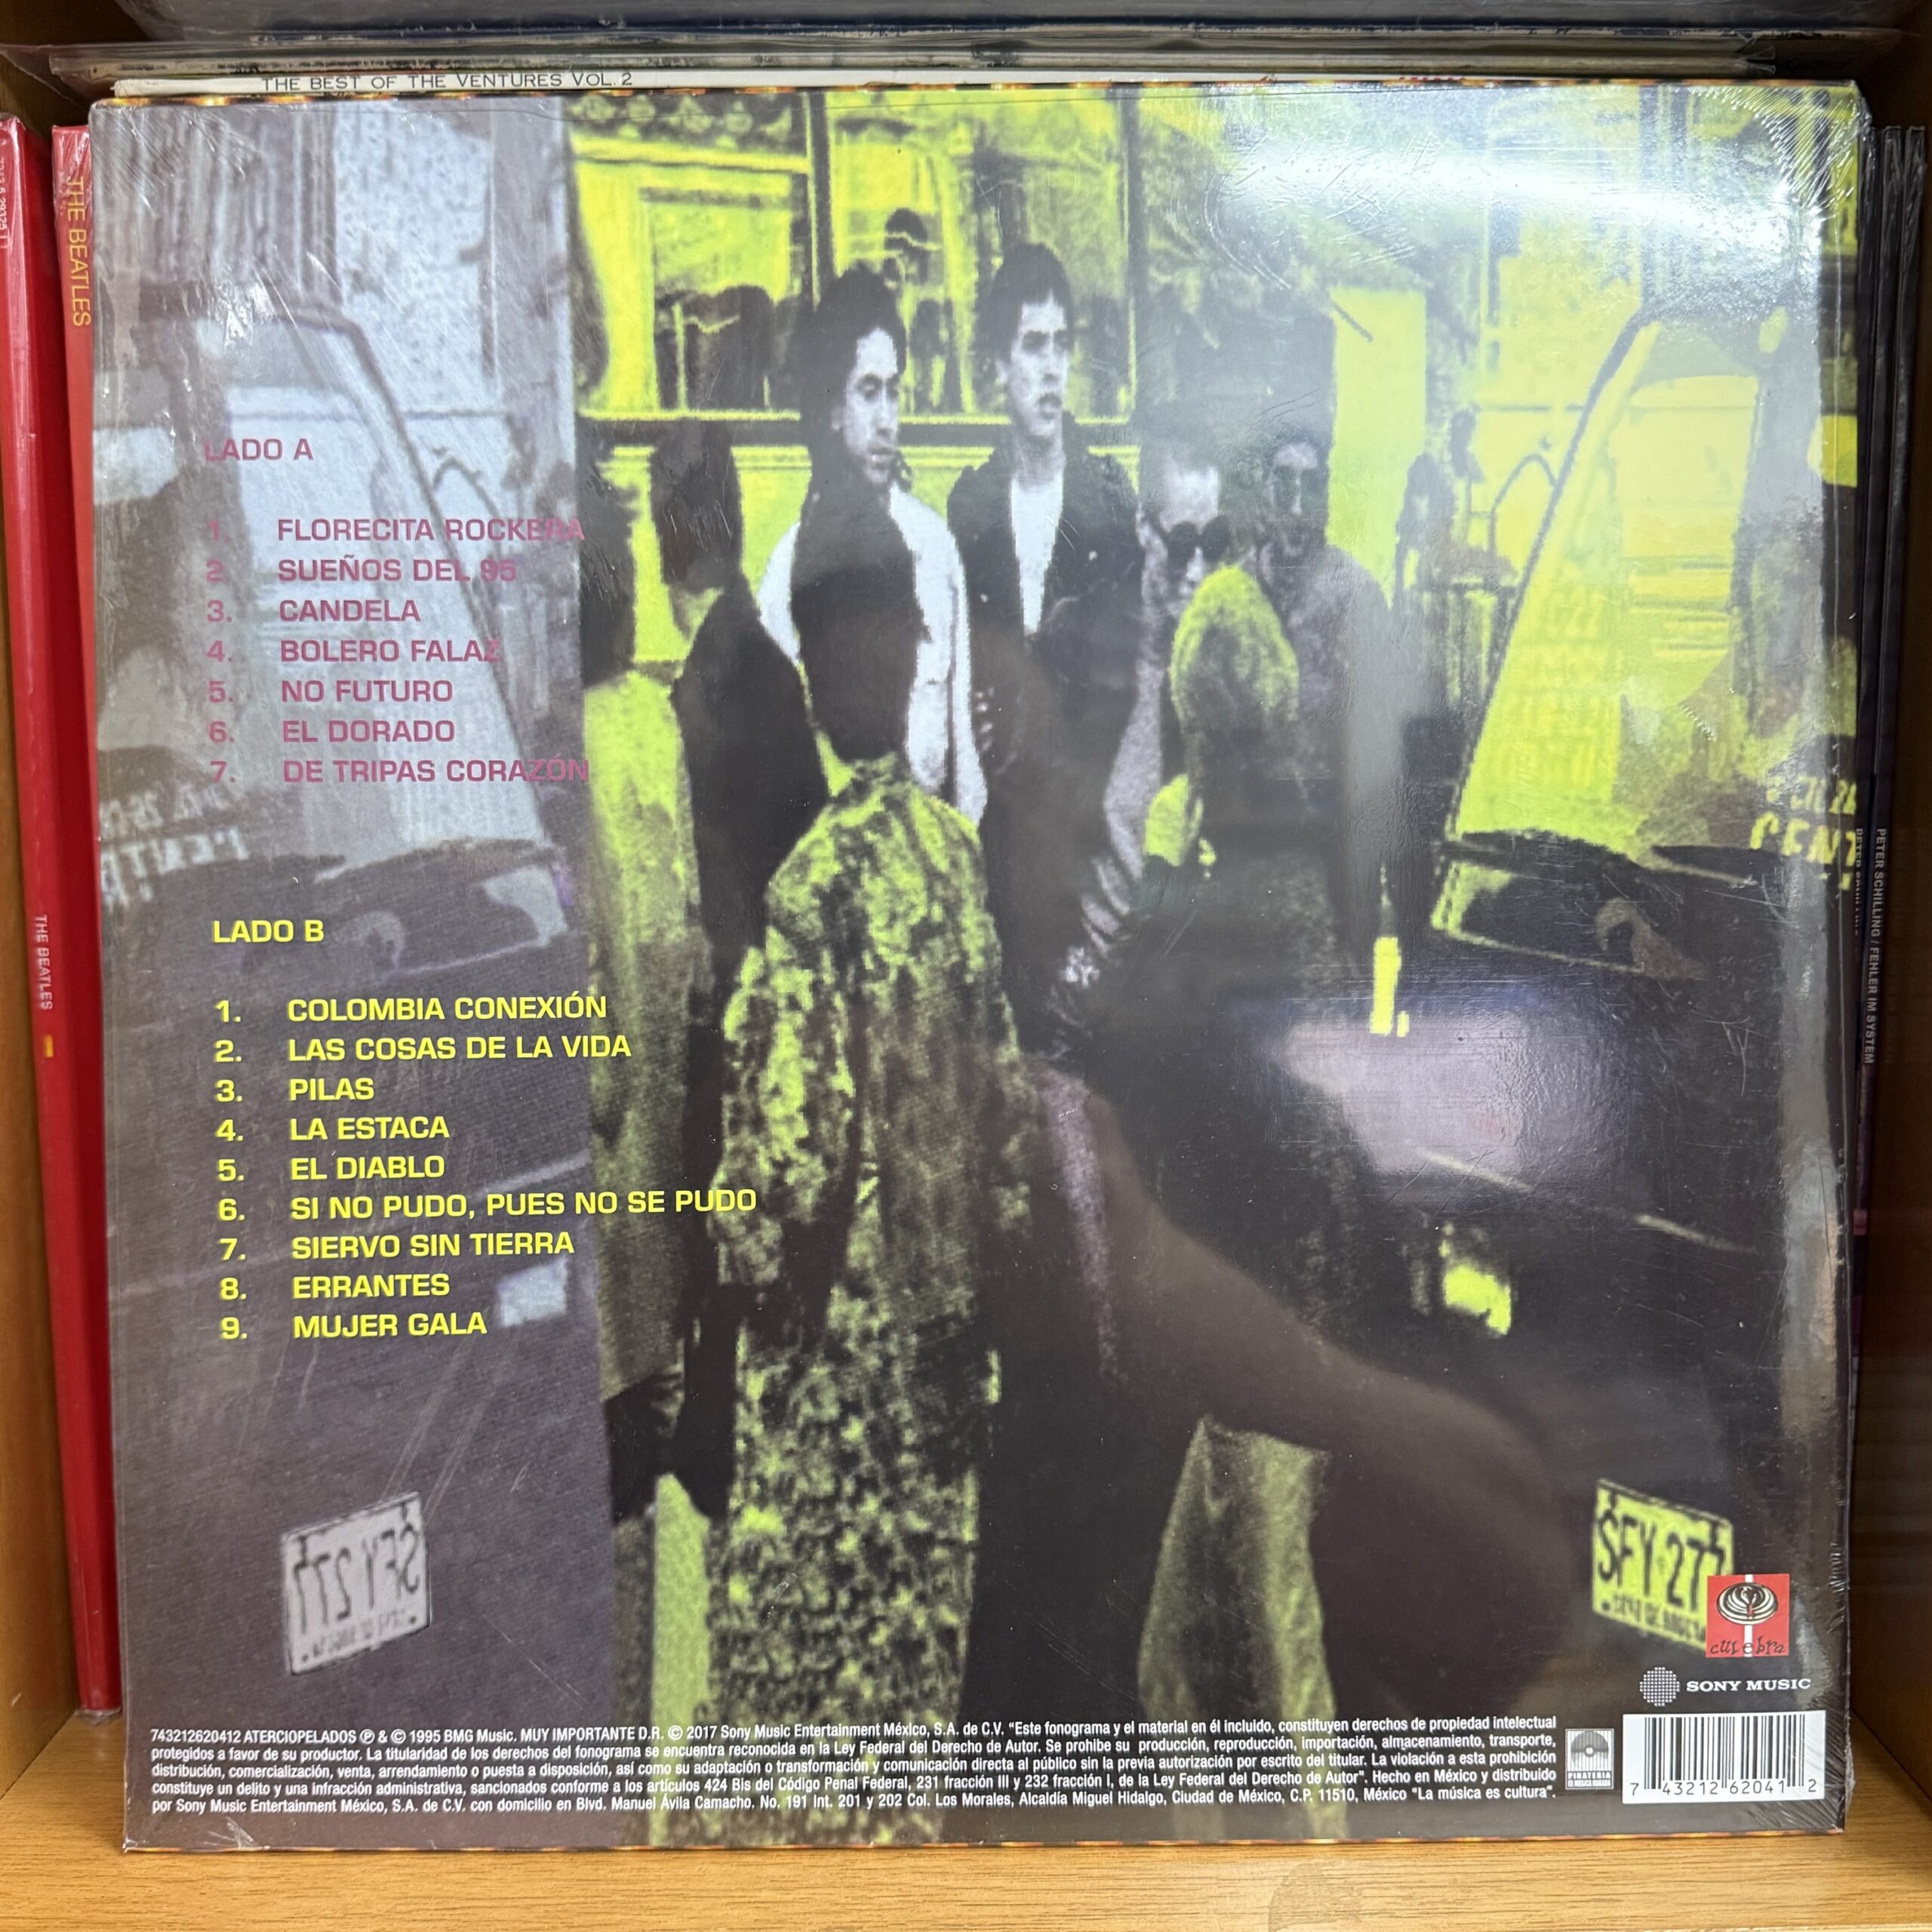 THE BEST OF THE VENTURES VOL. 2
THE BEATLES
THE BEATLES
LADO A
1. FLORECITA ROCKERA
2. SUEÑOS DEL 95
3. CANDELA
4. BOLERO FALAZ
5. NO FUTURO
6. EL DORADO
7. DE TRIPAS CORAZÓN
LADO B
1. COLOMBIA CONEXIÓN
2. LAS COSAS DE LA VIDA
3. PILAS
4. LA ESTACA
5. EL DIABLO
6. SI NO PUDO, PUES NO SE PUDO
7. SIERVO SIN TIERRA
8. ERRANTES
9. MUJER GALA
PETER SCHILLING / FEHLER IM SYSTEM
SFY 277
culebra
SONY MUSIC
743212620412 ATERCIOPELADOS Ⓟ & © 1995 BMG Music. MUY IMPORTANTE D.R. © 2017 Sony Music Entertainment México, S.A. de C.V. “Este fonograma y el material en él incluido, constituyen derechos de propiedad intelectual
protegidos a favor de su productor. La titularidad de los derechos del fonograma se encuentra reconocida en la Ley Federal del Derecho de Autor. Se prohibe su producción, reproducción, importación, almacenamiento, transporte,
distribución, comercialización, venta, arrendamiento o puesta a disposición, así como su adaptación o transformación y comunicación directa al público sin la previa autorización por escrito del titular. La violación a esta prohibición
constituye un delito y una infracción administrativa, sancionados conforme a los artículos 424 Bis del Código Penal Federal, 231 fracción III y 232 fracción I, de la Ley Federal del Derecho de Autor”. Hecho en México y distribuido
por Sony Music Entertainment México, S.A. de C.V. con domicilio en Blvd. Manuel Ávila Camacho. No. 191 Int. 201 y 202 Col. Los Morales, Alcaldía Miguel Hidalgo, Ciudad de México, C.P. 11510, México “La música es cultura”.
7 43212 62041 2